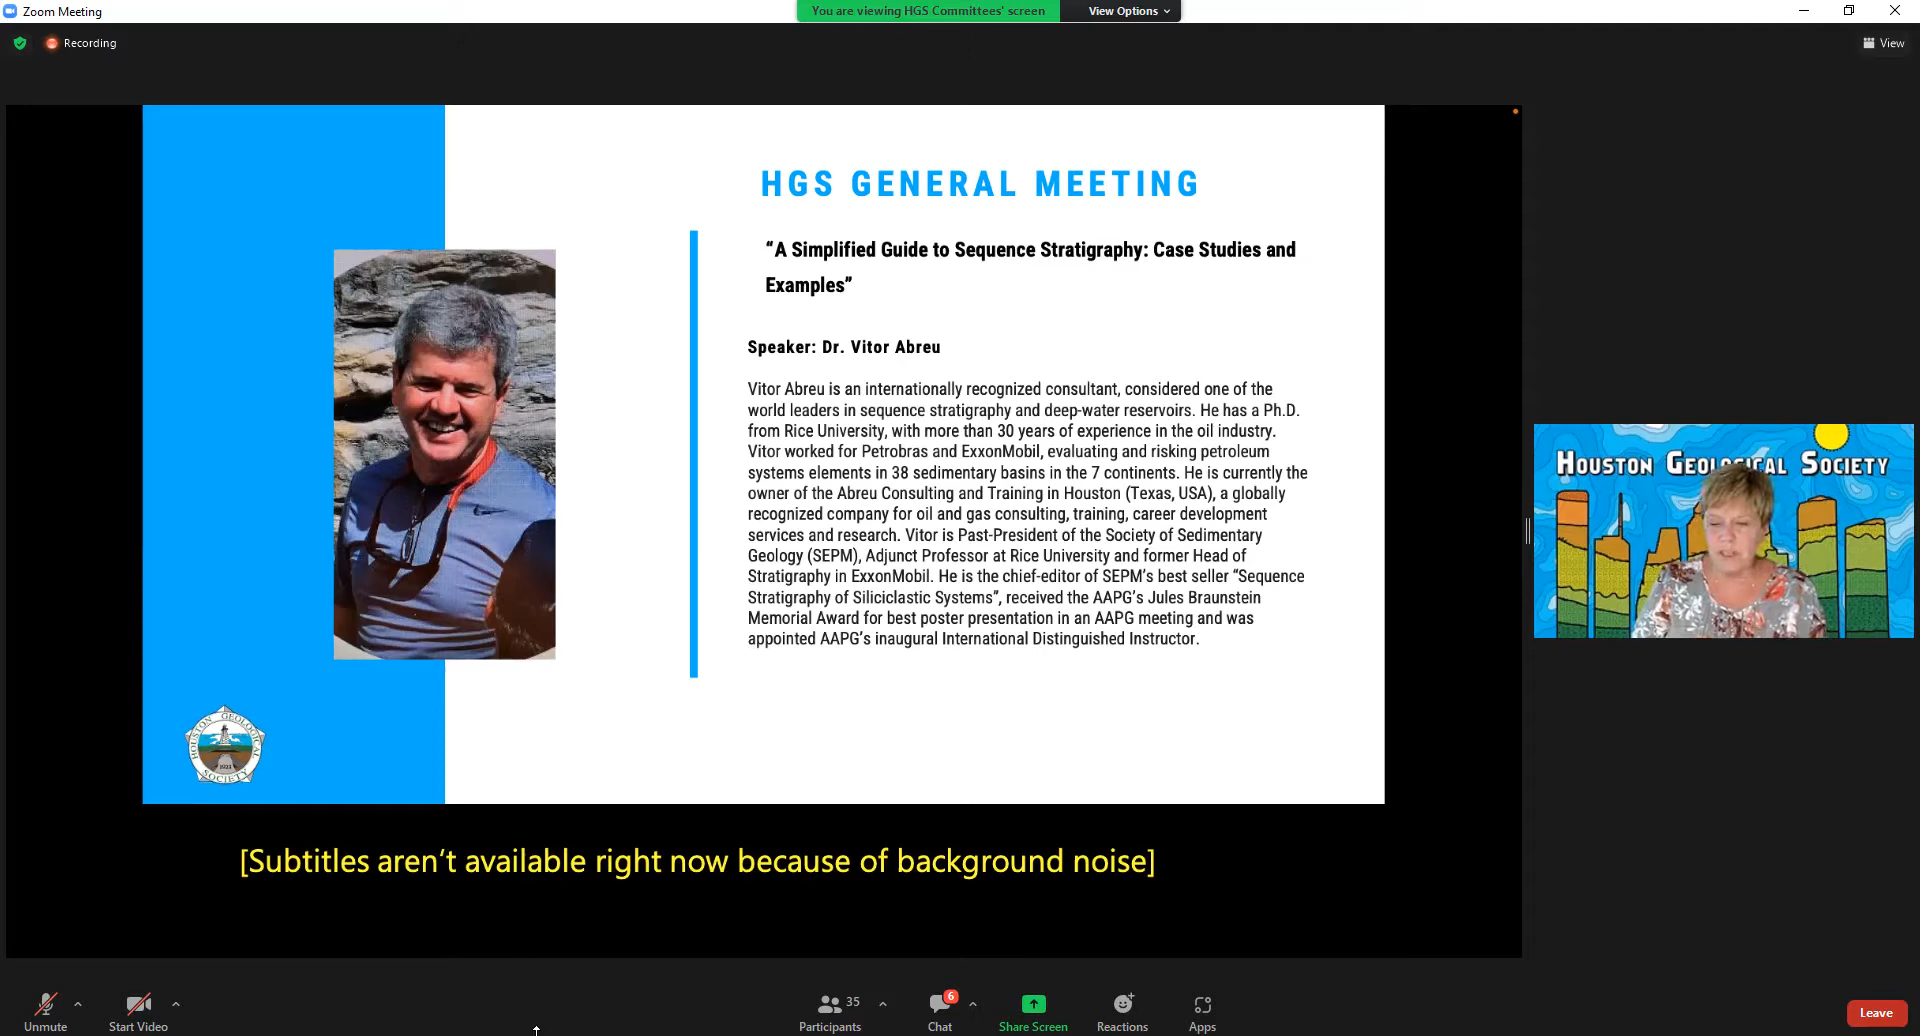 Zoom Meeting
You are viewing HGS Committees' screen
View Options
Recording
View
HGS GENERAL MEETING
“A Simplified Guide to Sequence Stratigraphy: Case Studies and
Examples”
Speaker: Dr. Vitor Abreu
Vitor Abreu is an internationally recognized consultant, considered one of the
world leaders in sequence stratigraphy and deep-water reservoirs. He has a Ph.D.
from Rice University, with more than 30 years of experience in the oil industry.
Vitor worked for Petrobras and ExxonMobil, evaluating and risking petroleum
systems elements in 38 sedimentary basins in the 7 continents. He is currently the
owner of the Abreu Consulting and Training in Houston (Texas, USA), a globally
recognized company for oil and gas consulting, training, career development
services and research. Vitor is Past-President of the Society of Sedimentary
Geology (SEPM), Adjunct Professor at Rice University and former Head of
Stratigraphy in ExxonMobil. He is the chief-editor of SEPM’s best seller “Sequence
Stratigraphy of Siliciclastic Systems”, received the AAPG’s Jules Braunstein
Memorial Award for best poster presentation in an AAPG meeting and was
appointed AAPG’s inaugural International Distinguished Instructor.
HOUSTON GEOLOGICAL
SOCIETY
1923
HOUSTON GEOLOGICAL SOCIETY
[Subtitles aren’t available right now because of background noise]
Unmute
Start Video
35
Participants
6
Chat
Share Screen
Reactions
Apps
Leave